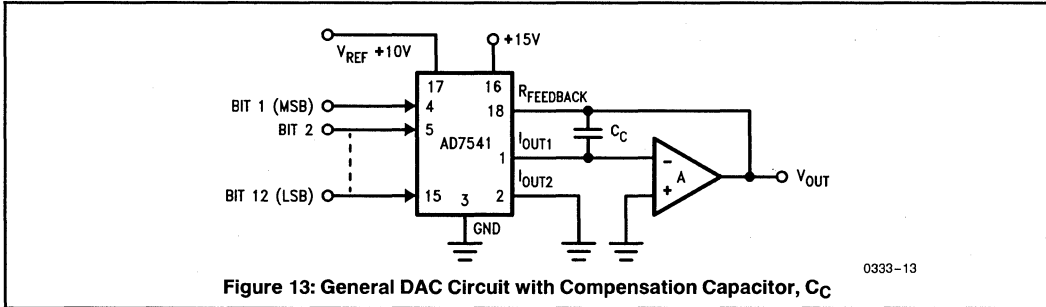 V_REF +10V
+15V
17
16
R_FEEDBACK
BIT 1 (MSB)
4
18
BIT 2
5
C_C
AD7541
I_OUT1
1
−
A
V_OUT
I_OUT2
+
BIT 12 (LSB)
15
3
2
GND
0333–13
Figure 13: General DAC Circuit with Compensation Capacitor, C_C